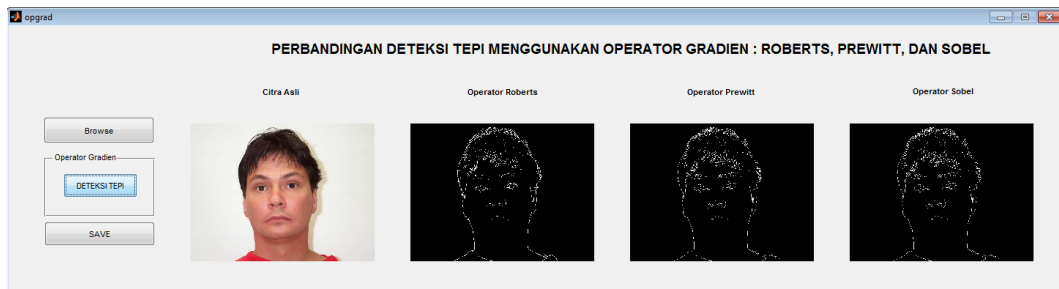 opgrad
PERBANDINGAN DETEKSI TEPI MENGGUNAKAN OPERATOR GRADIEN : ROBERTS, PREWITT, DAN SOBEL
Citra Asli
Operator Roberts
Operator Prewitt
Operator Sobel
Browse
Operator Gradien
DETEKSI TEPI
SAVE